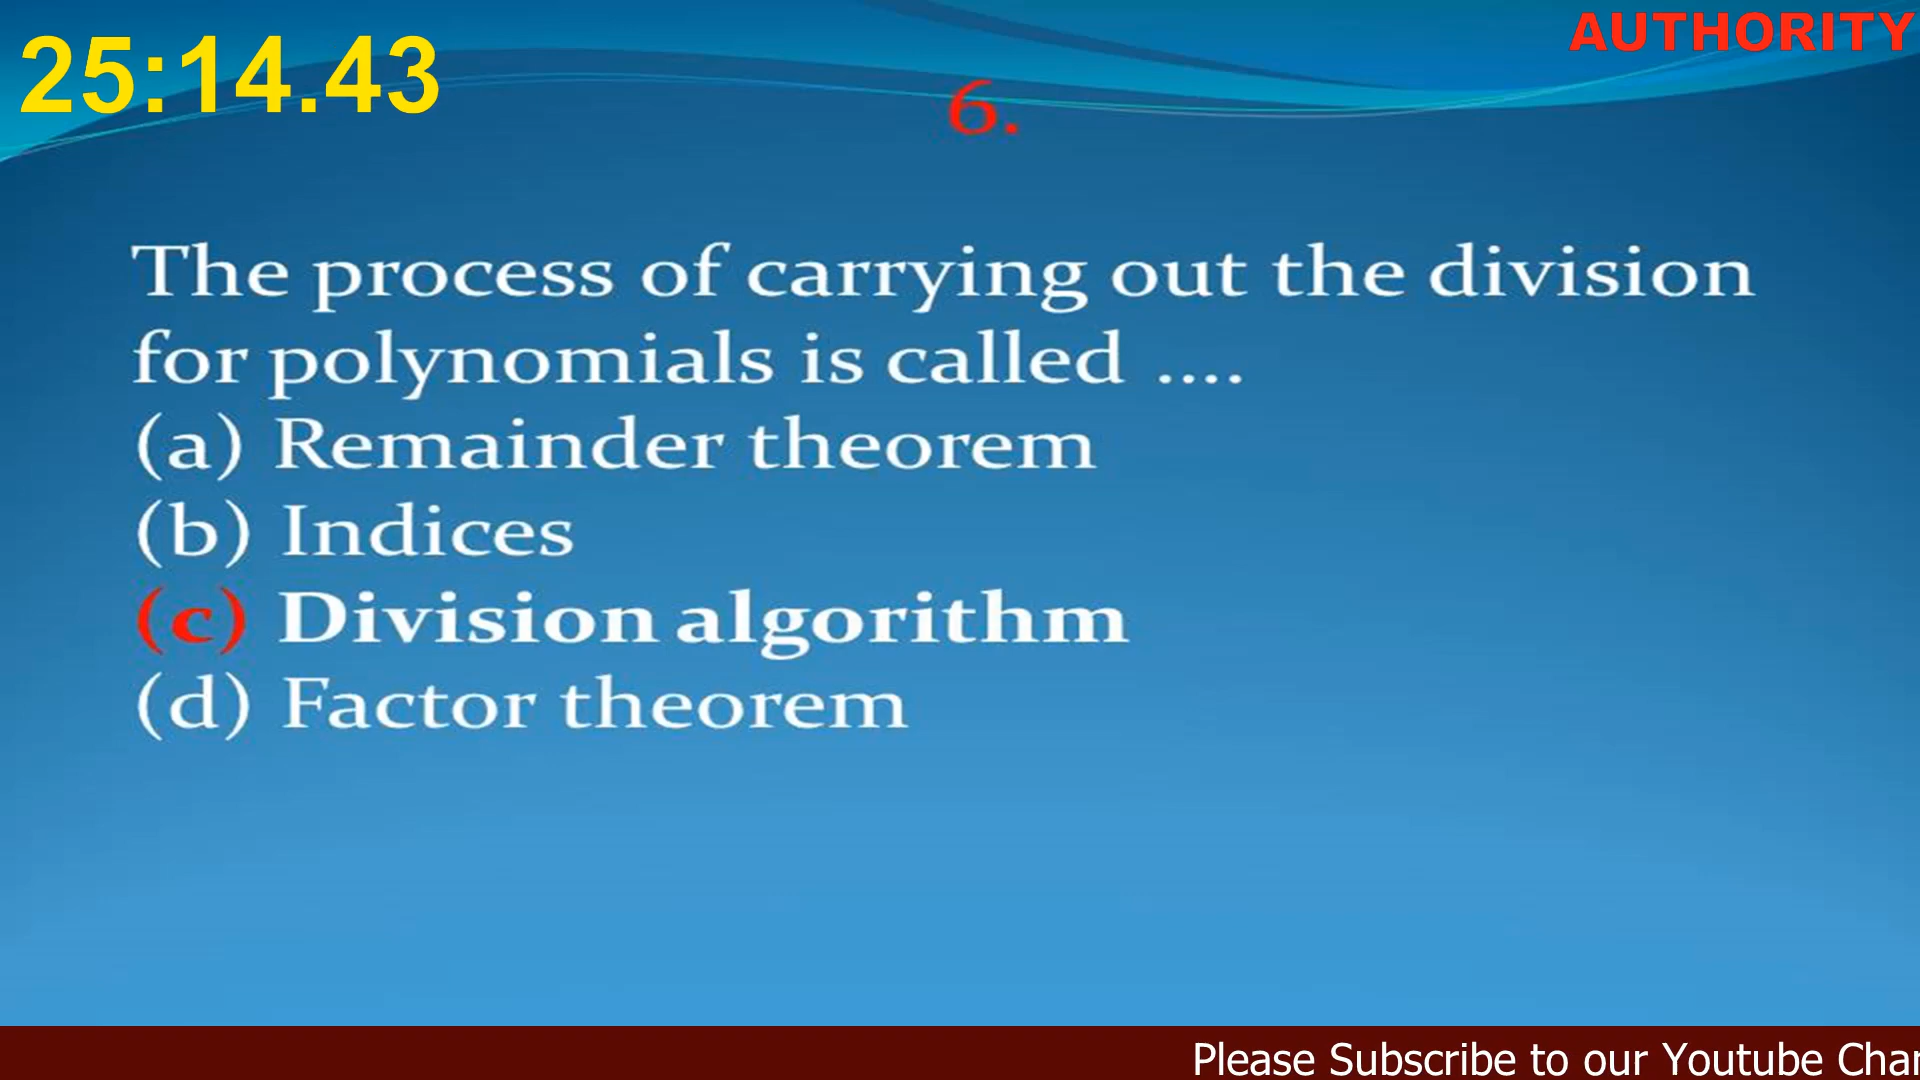 25:14.43
AUTHORITY
6.
The process of carrying out the division
for polynomials is called ....
(a) Remainder theorem
(b) Indices
(c) Division algorithm
(d) Factor theorem
Please Subscribe to our Youtube Chan